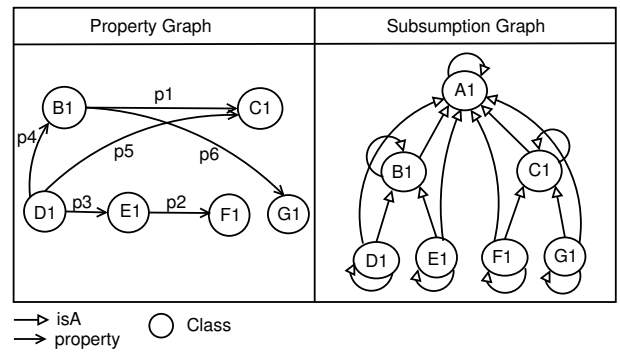 Property Graph
Subsumption Graph
B1
p1
C1
p4
p5
p6
D1
p3
E1
p2
F1
G1
A1
B1
C1
D1
E1
F1
G1
isA
property
Class